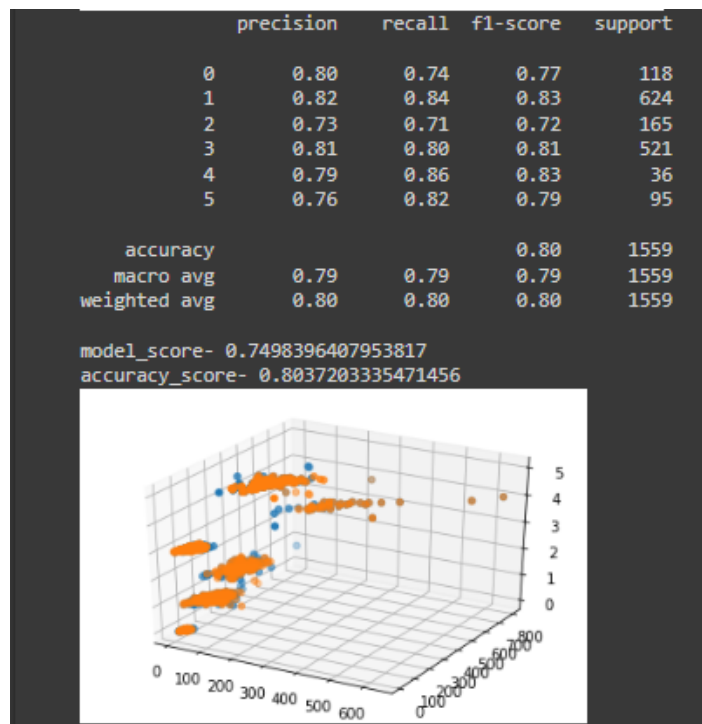 precision recall f1-score support
0 0.80 0.74 0.77 118
1 0.82 0.84 0.83 624
2 0.73 0.71 0.72 165
3 0.81 0.80 0.81 521
4 0.79 0.86 0.83 36
5 0.76 0.82 0.79 95
accuracy 0.80 1559
macro avg 0.79 0.79 0.79 1559
weighted avg 0.80 0.80 0.80 1559
model_score- 0.7498396407953817
accuracy_score- 0.8037203335471456
5
4
3
2
1
0
0 100 200 300 400 500 600
0 100 200 300 400 500 600 700 800